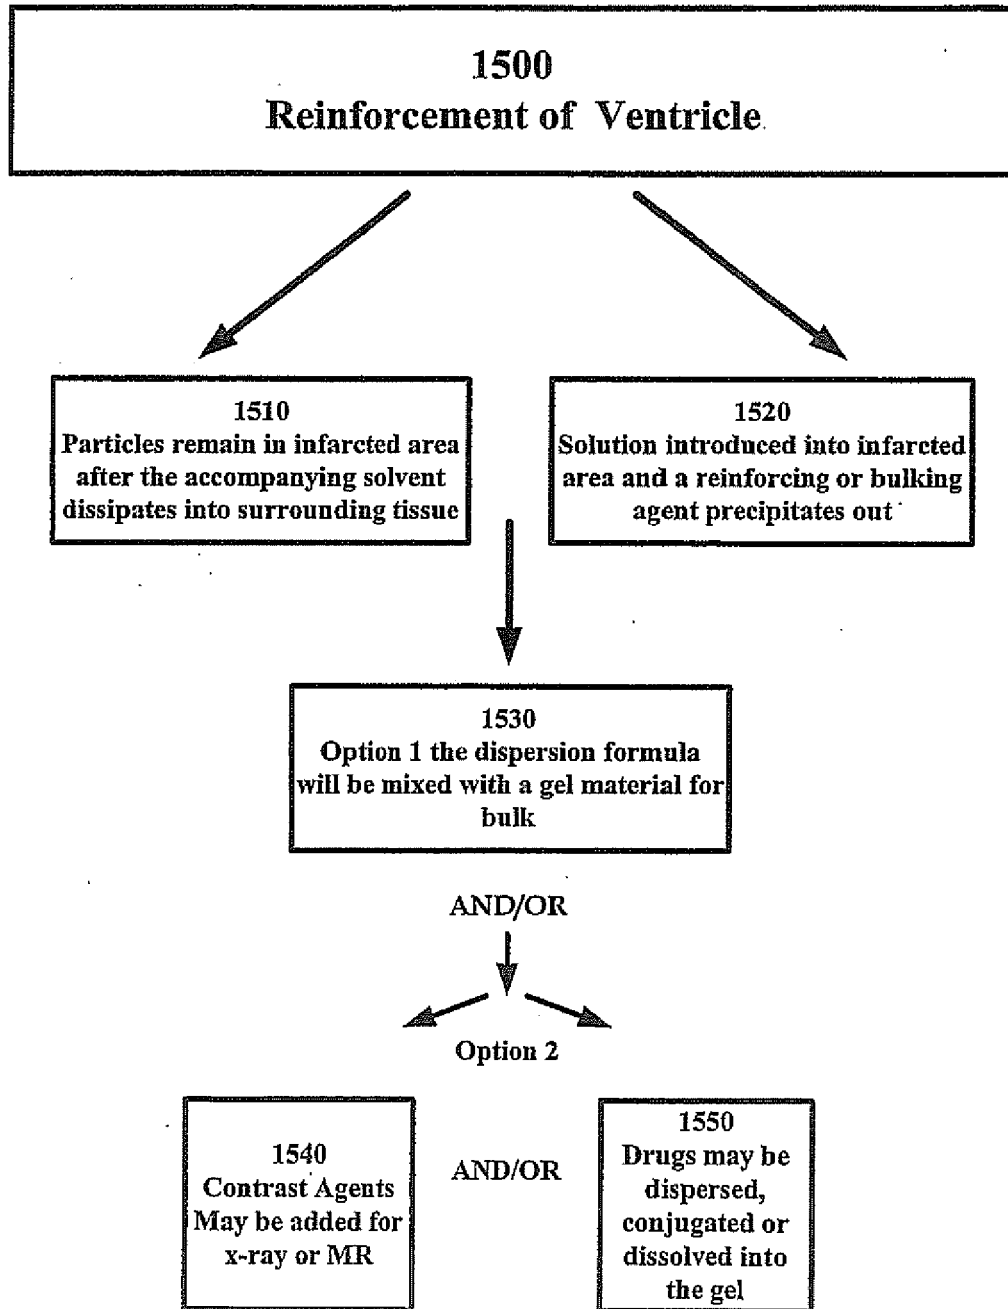 1500
Reinforcement of Ventricle
1510
Particles remain in infarcted area
after the accompanying solvent
dissipates into surrounding tissue
1520
Solution introduced into infarcted
area and a reinforcing or bulking
agent precipitates out
1530
Option 1 the dispersion formula
will be mixed with a gel material for
bulk
AND/OR
Option 2
1540
Contrast Agents
May be added for
x-ray or MR
AND/OR
1550
Drugs may be
dispersed,
conjugated or
dissolved into
the gel